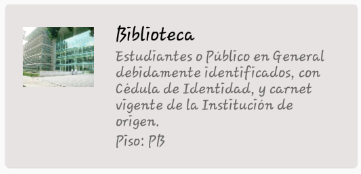 Biblioteca
Estudiantes o Público en General
debidamente identificados, con
Cédula de Identidad, y carnet
vigente de la Institución de
origen.
Piso: PB